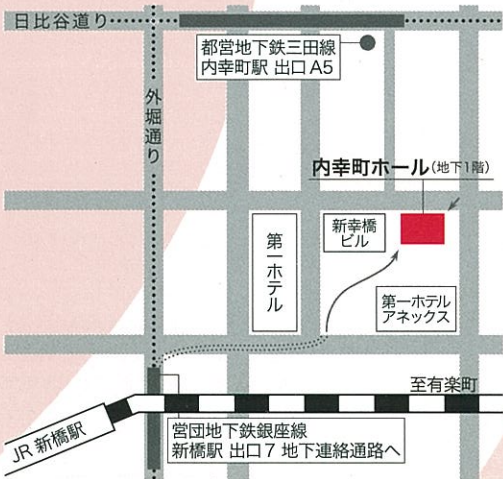 日比谷道り
都営地下鉄三田線
内幸町駅 出口A5
外堀通り
内幸町ホール(地下1階)
第一ホテル
新幸橋
ビル
第一ホテル
アネックス
至有楽町
JR 新橋駅
営団地下鉄銀座線
新橋駅 出口7 地下連絡通路へ